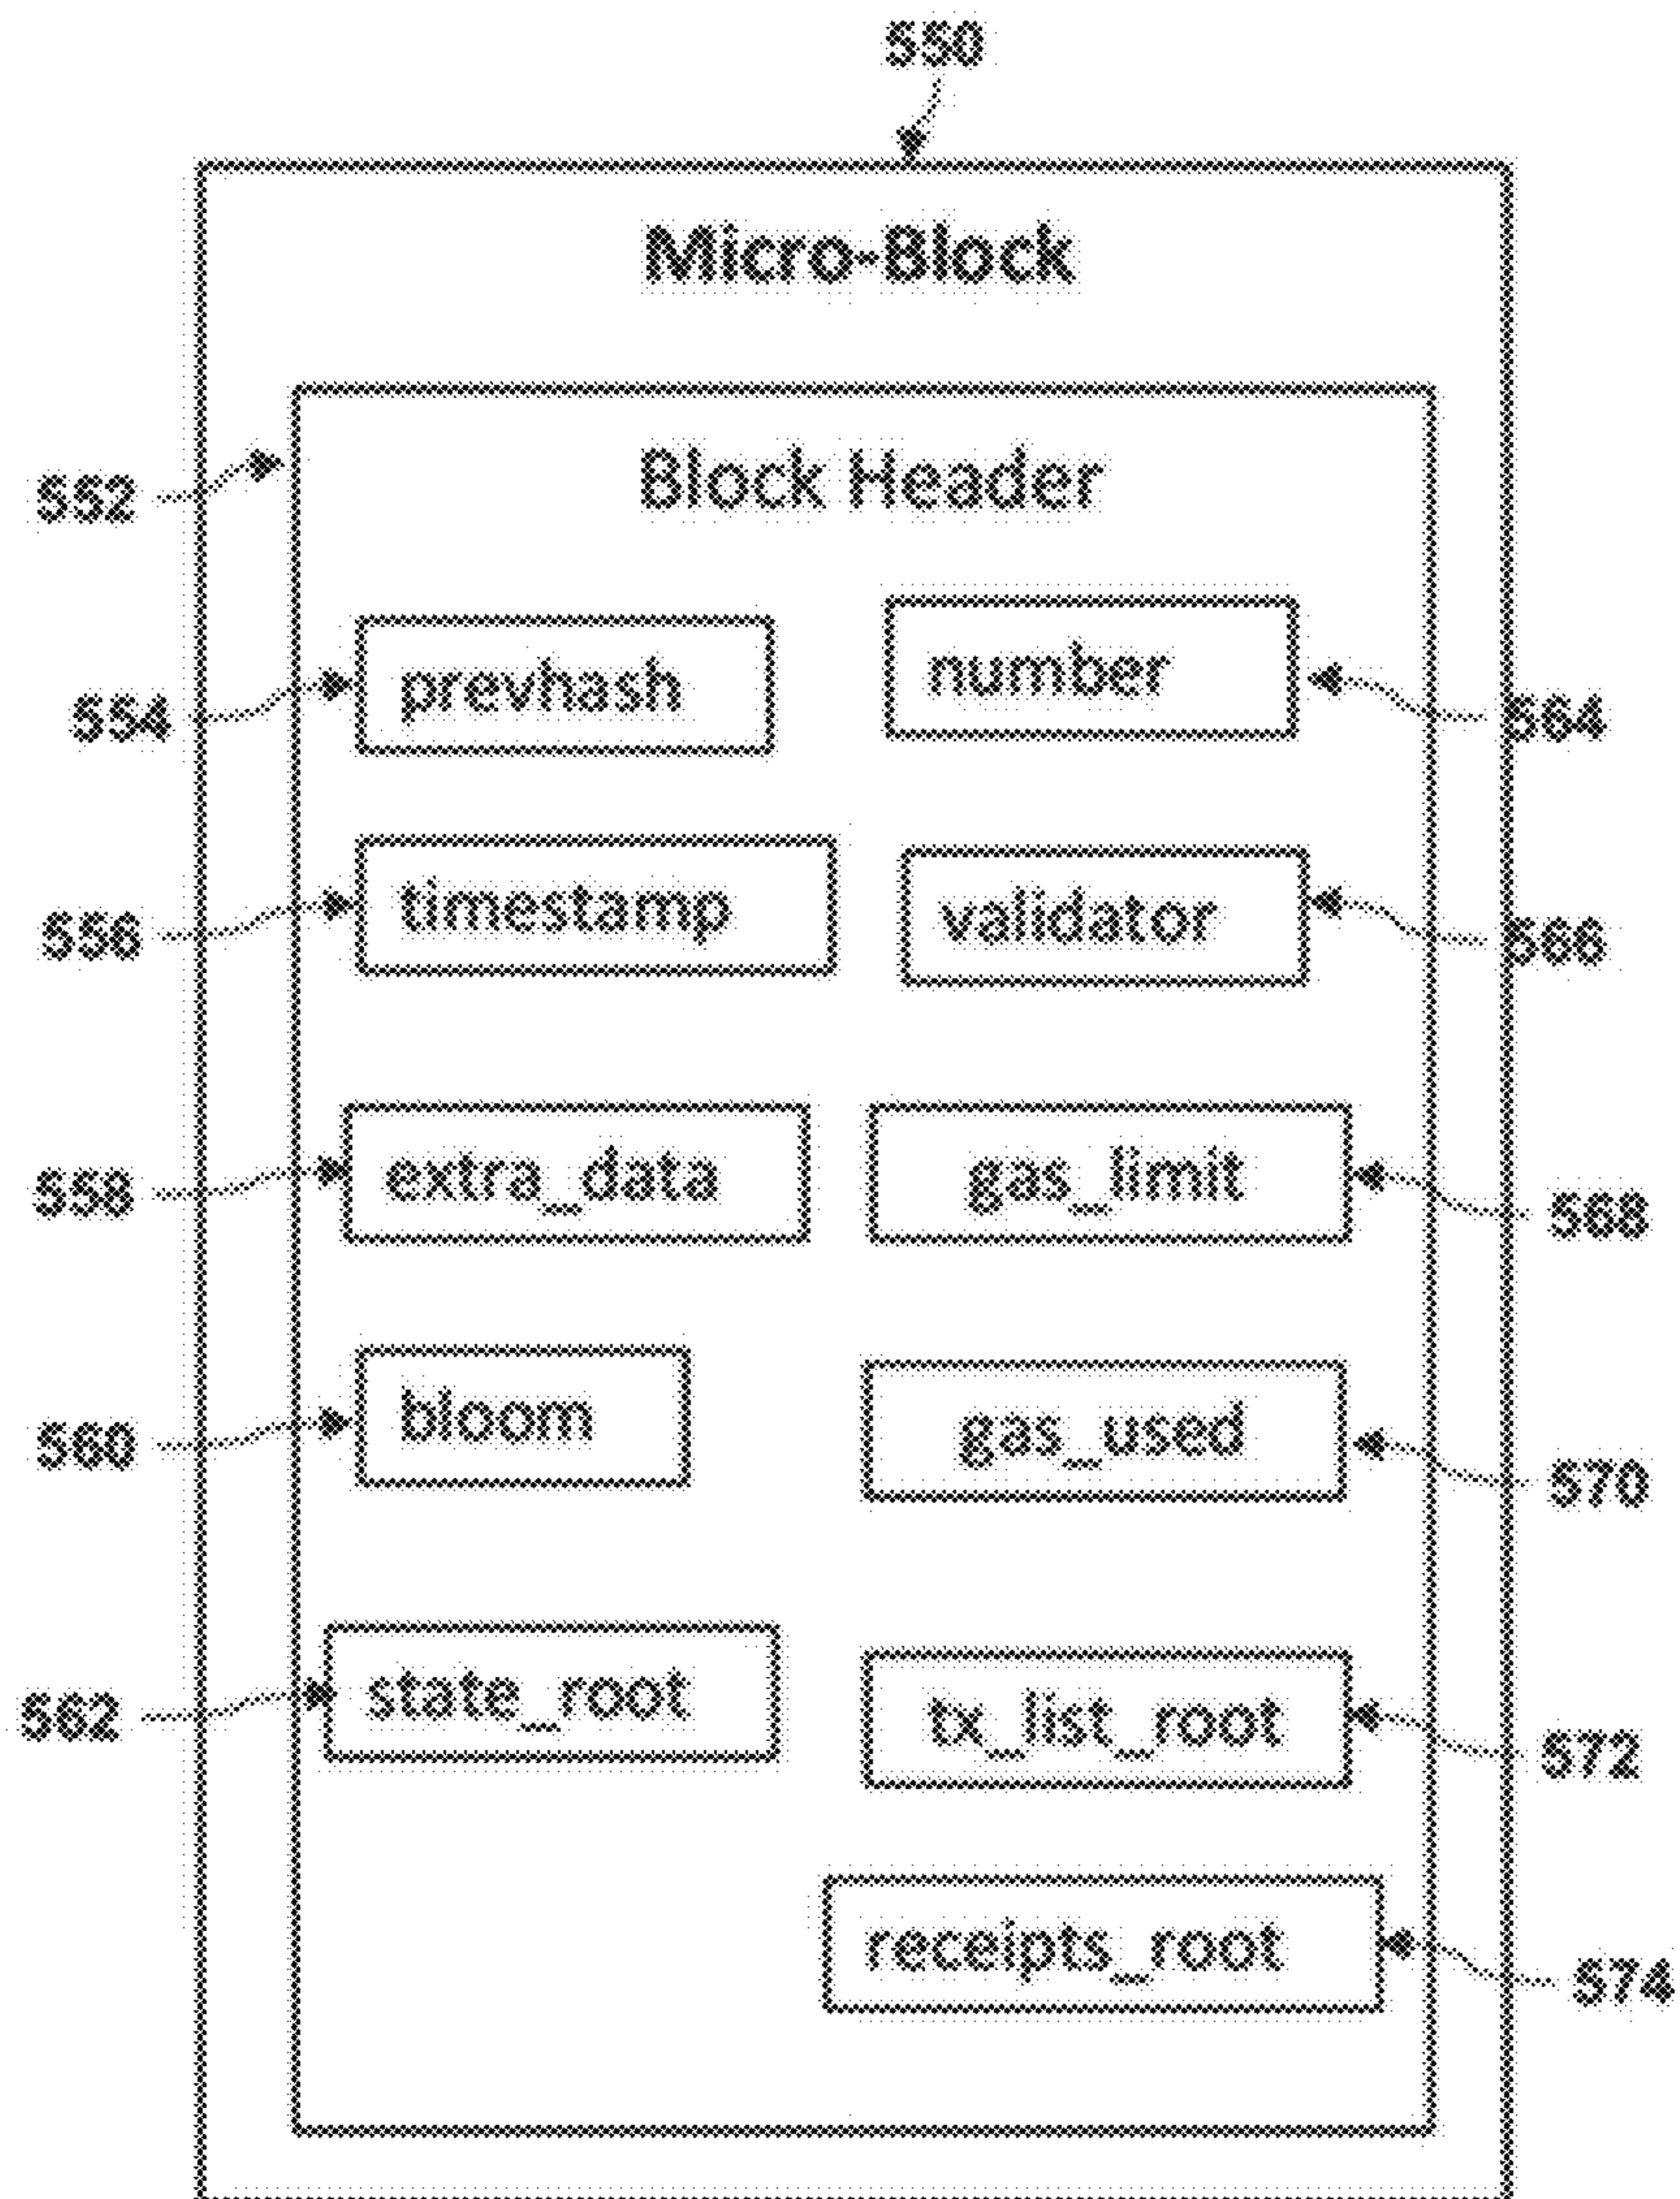 550
Micro-Block
552
Block Header
554
prevhash
number
564
556
timestamp
validator
566
558
extra_data
gas_limit
568
560
bloom
gas_used
570
562
state_root
tx_list_root
572
receipts_root
574